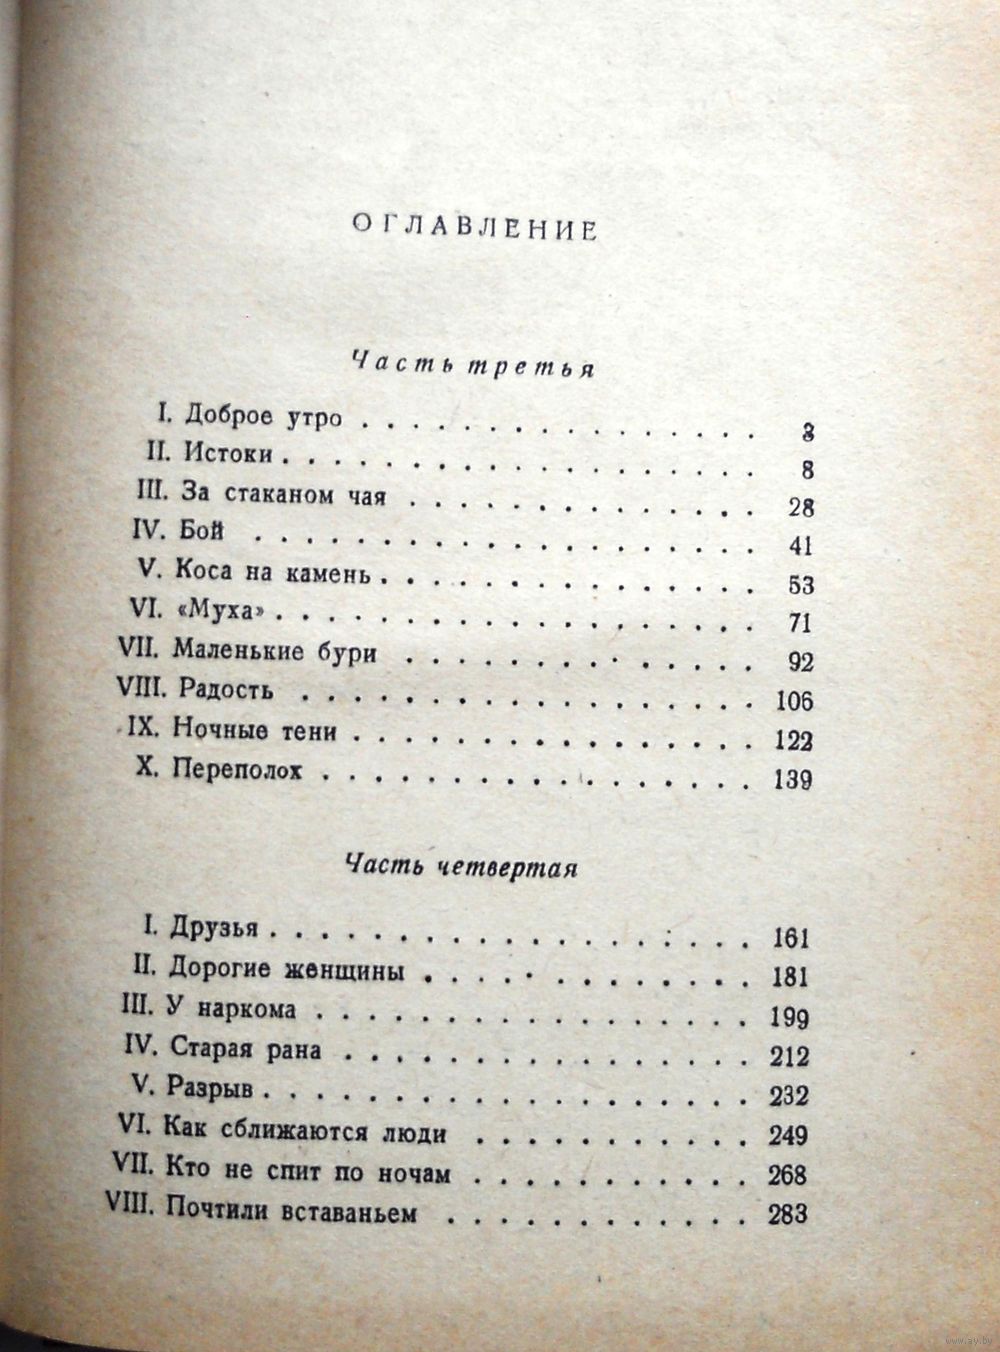 ОГЛАВЛЕНИЕ
Часть третья
I. Доброе утро . . . . . . . . . . . . . . . . 3
II. Истоки . . . . . . . . . . . . . . . . . . . 8
III. За стаканом чая . . . . . . . . . . . . . . 28
IV. Бой . . . . . . . . . . . . . . . . . . . . 41
V. Коса на камень . . . . . . . . . . . . . . . 53
VI. «Муха» . . . . . . . . . . . . . . . . . . . 71
VII. Маленькие бури . . . . . . . . . . . . . . 92
VIII. Радость . . . . . . . . . . . . . . . . . . 106
IX. Ночные тени . . . . . . . . . . . . . . . . 122
X. Переполох . . . . . . . . . . . . . . . . . 139
Часть четвертая
I. Друзья . . . . . . . . . . . . . . . . . . . 161
II. Дорогие женщины . . . . . . . . . . . . . 181
III. У наркома . . . . . . . . . . . . . . . . . 199
IV. Старая рана . . . . . . . . . . . . . . . . 212
V. Разрыв . . . . . . . . . . . . . . . . . . . 232
VI. Как сближаются люди . . . . . . . . . . . 249
VII. Кто не спит по ночам . . . . . . . . . . . 268
VIII. Почтили вставаньем . . . . . . . . . . . . 283
www.ay.by